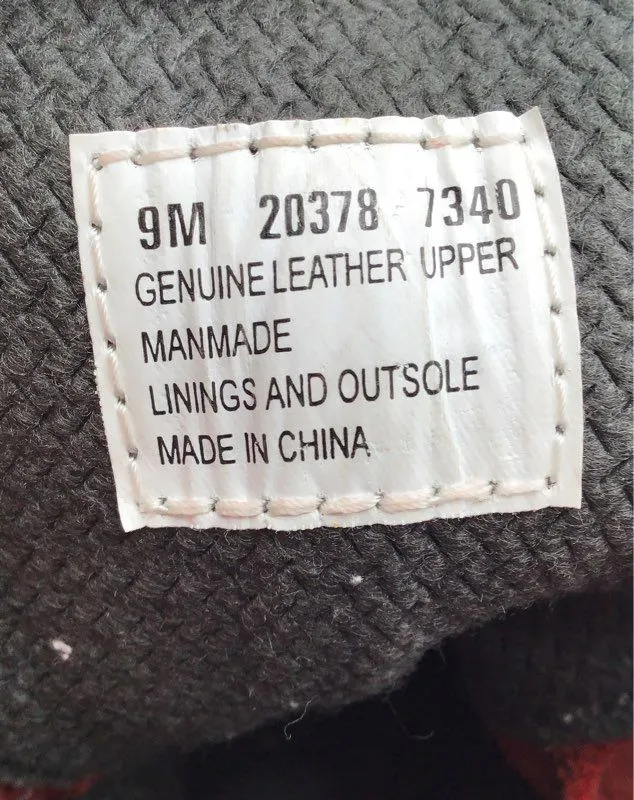 9M 20378 7340
GENUINE LEATHER UPPER
MANMADE
LININGS AND OUTSOLE
MADE IN CHINA